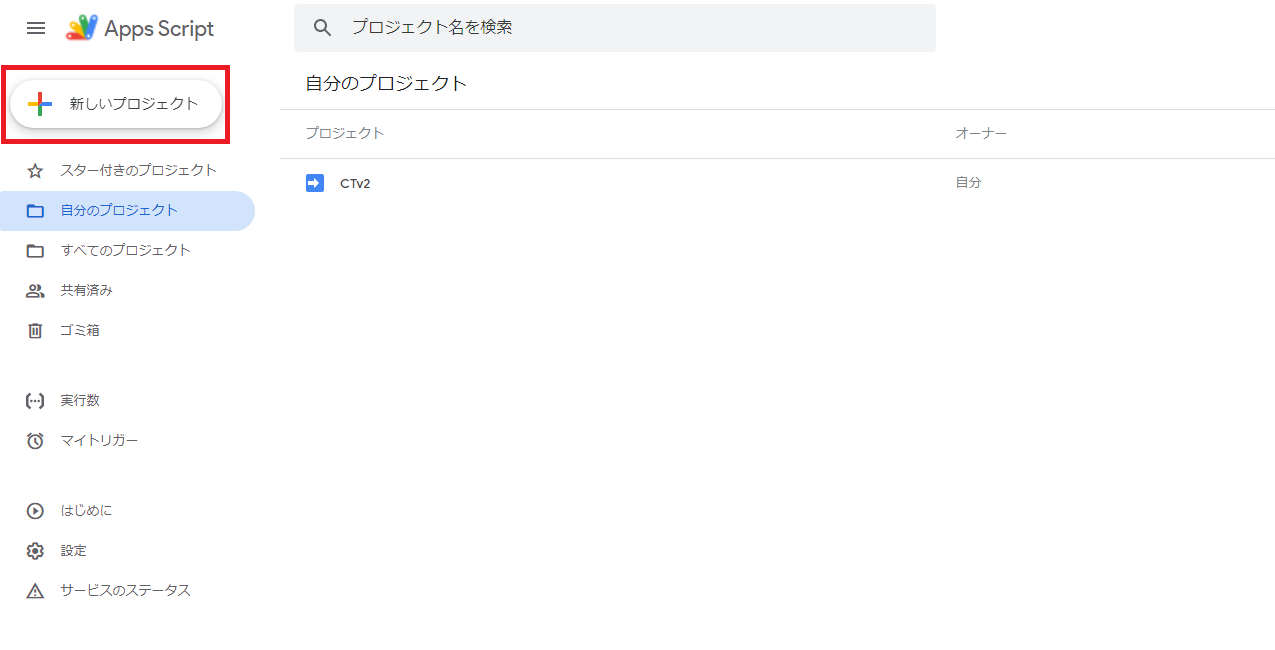 Apps Script
プロジェクト名を検索
新しいプロジェクト
スター付きのプロジェクト
自分のプロジェクト
すべてのプロジェクト
共有済み
ゴミ箱
実行数
マイトリガー
はじめに
設定
サービスのステータス
自分のプロジェクト
プロジェクト オーナー
CTv2 自分